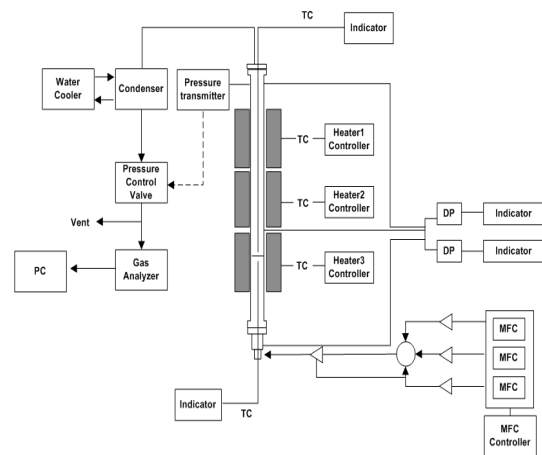 TC
Indicator
Water
Cooler
Condenser
Pressure
transmitter
TC
Heater1
Controller
Pressure
Control
Valve
TC
Heater2
Controller
Vent
DP
Indicator
DP
Indicator
PC
Gas
Analyzer
TC
Heater3
Controller
MFC
MFC
MFC
Indicator
TC
MFC
Controller